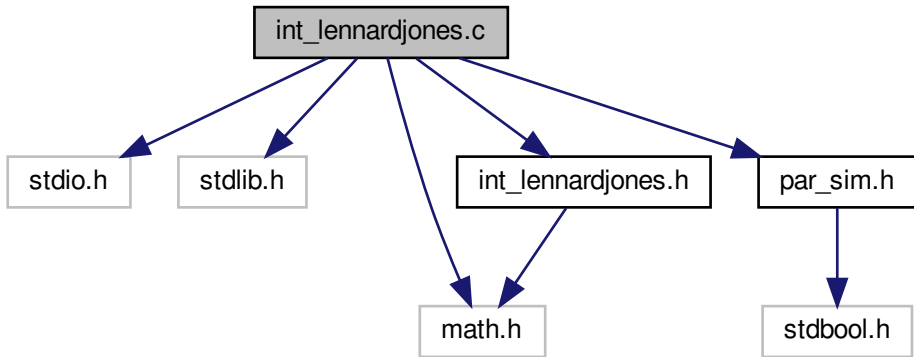 int_lennardjones.c
stdio.h
stdlib.h
int_lennardjones.h
par_sim.h
math.h
stdbool.h